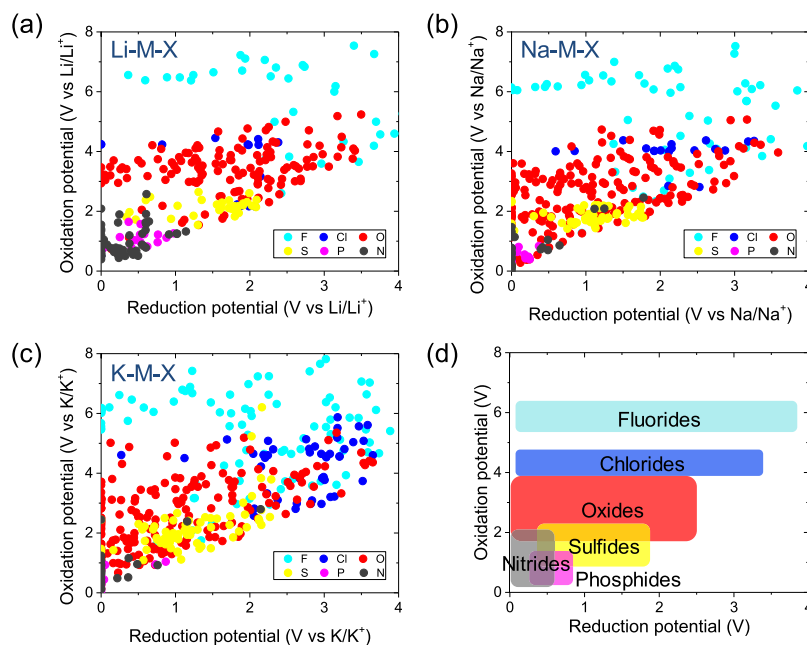 (a)
Li-M-X
Oxidation potential (V vs Li/Li⁺)
8
6
4
2
0
F Cl O
S P N
0 1 2 3 4
Reduction potential (V vs Li/Li⁺)
(b)
Na-M-X
Oxidation potential (V vs Na/Na⁺)
8
6
4
2
0
F Cl O
S P N
0 1 2 3 4
Reduction potential (V vs Na/Na⁺)
(c)
K-M-X
Oxidation potential (V vs K/K⁺)
8
6
4
2
0
F Cl O
S P N
0 1 2 3 4
Reduction potential (V vs K/K⁺)
(d)
Oxidation potential (V)
8
6
4
2
0
Fluorides
Chlorides
Oxides
Sulfides
Nitrides
Phosphides
0 1 2 3 4
Reduction potential (V)